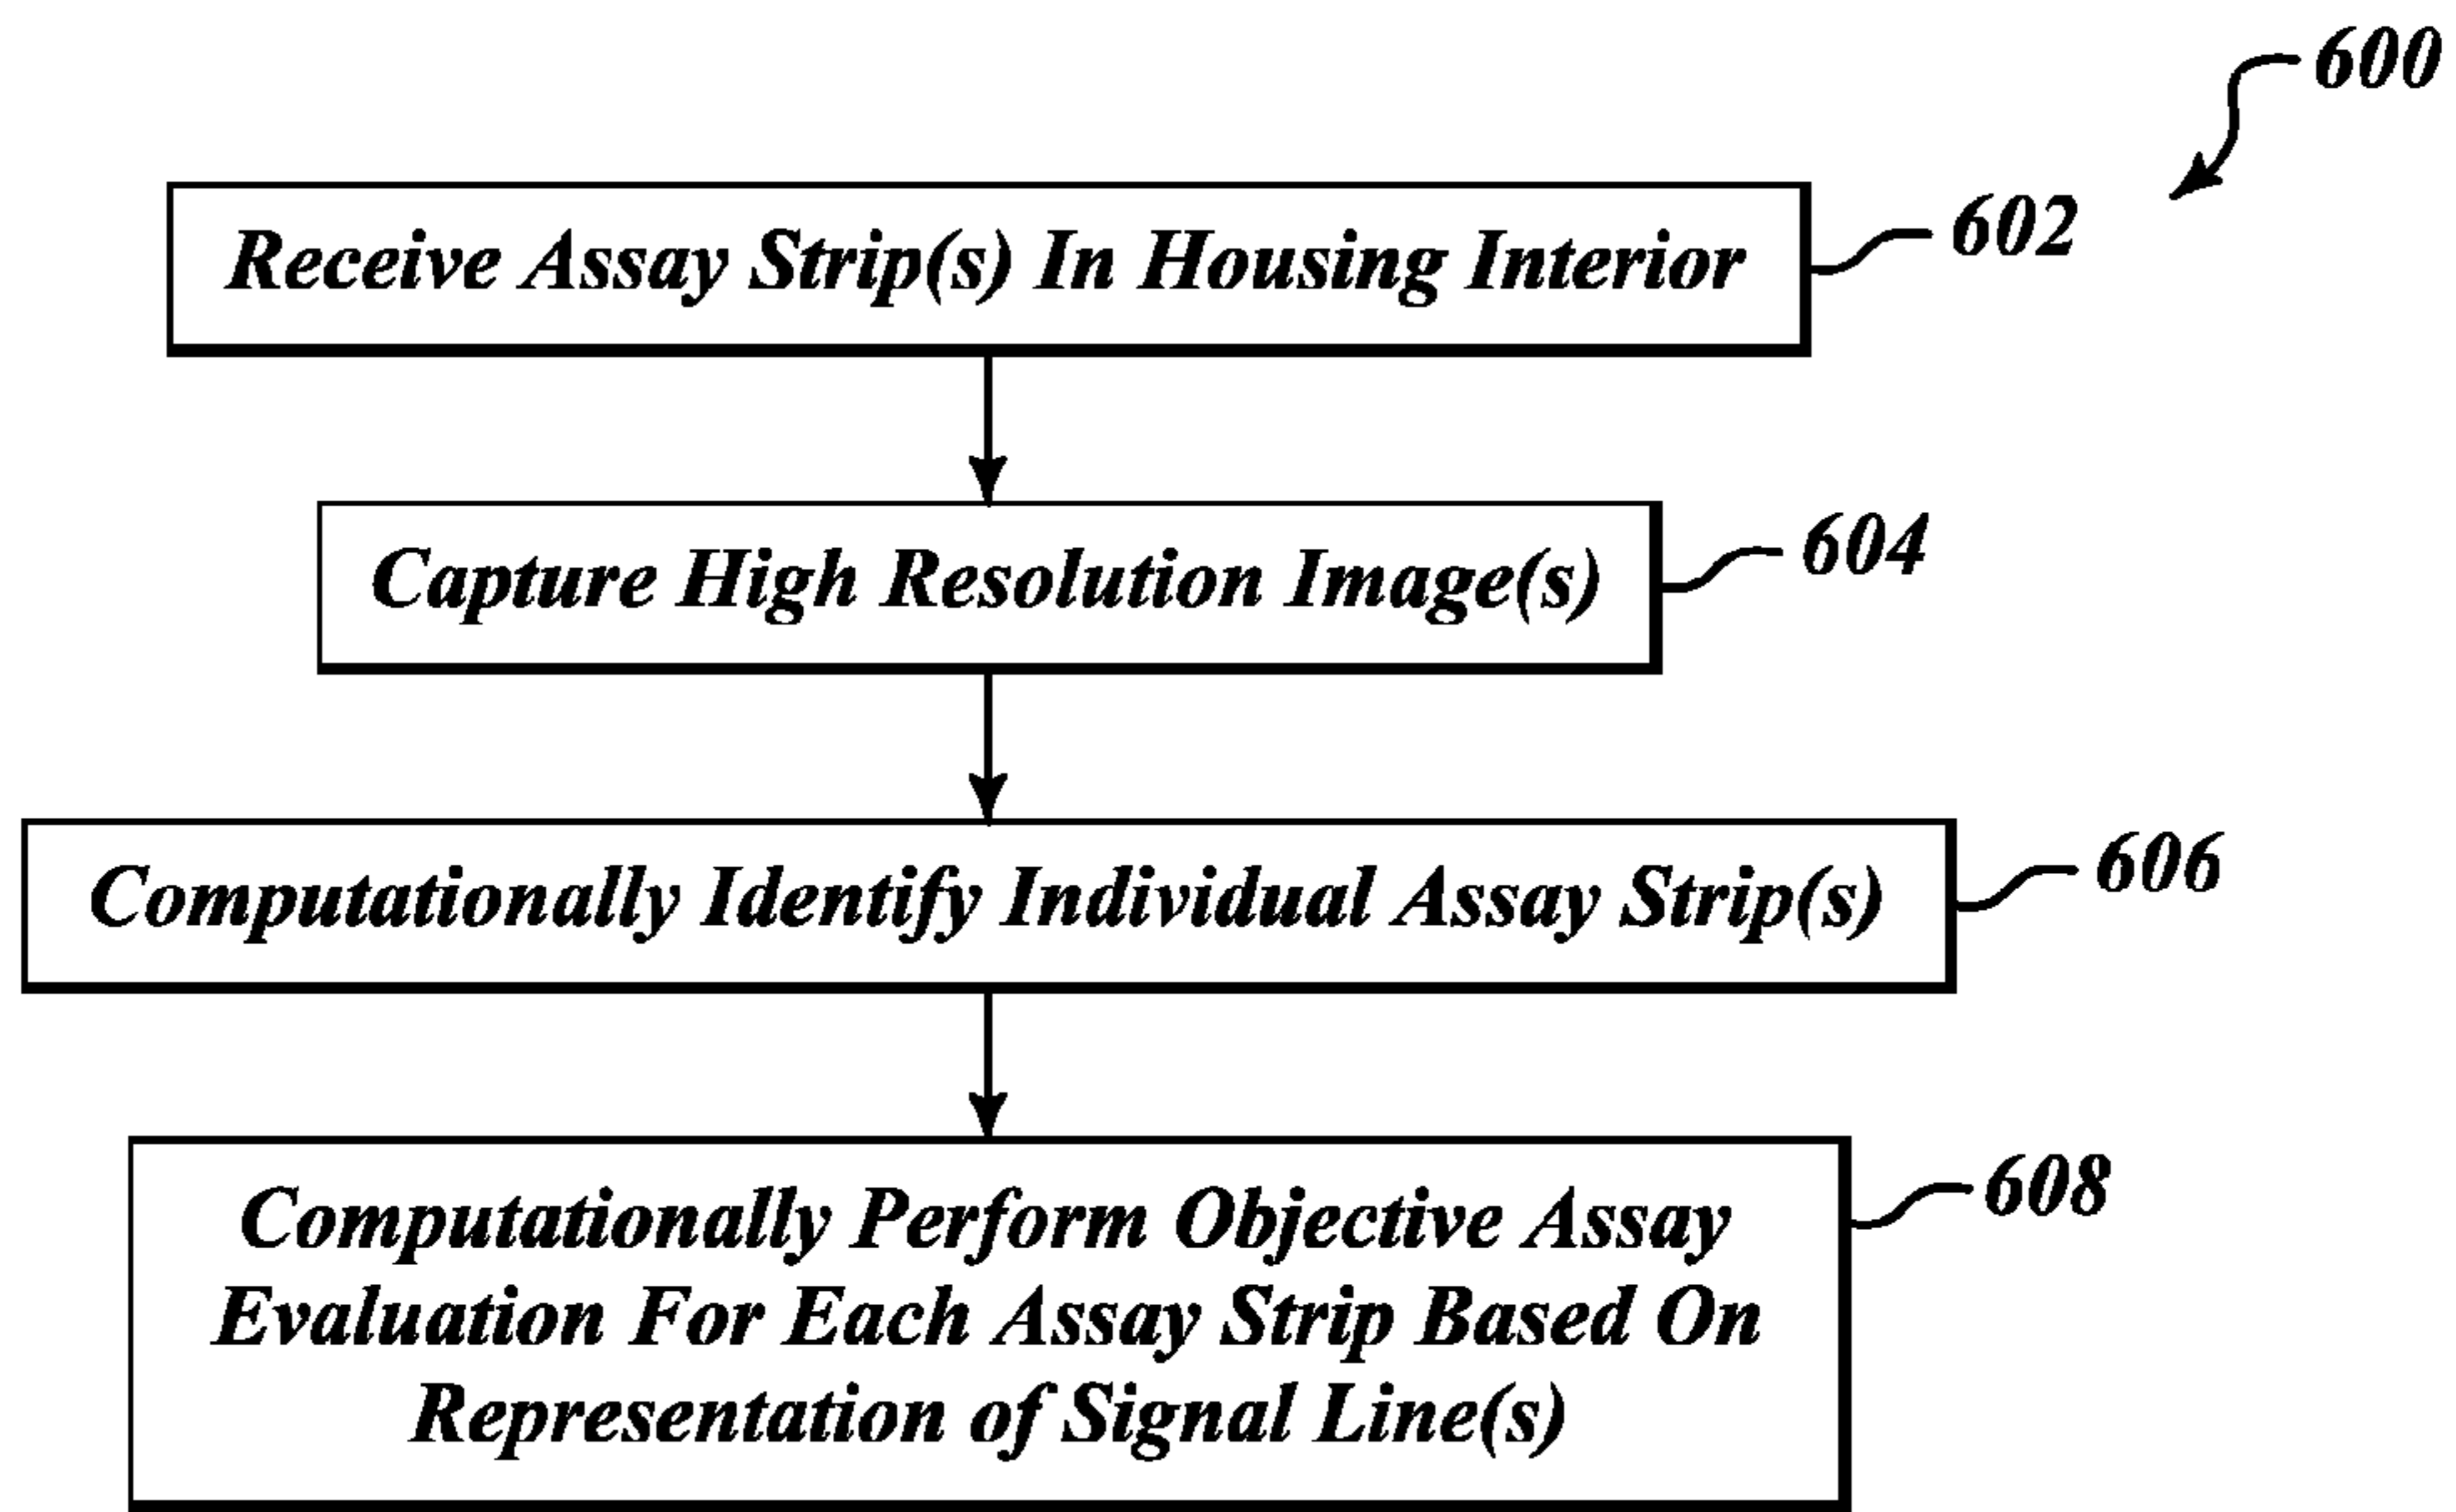 600
Receive Assay Strip(s) In Housing Interior
602
Capture High Resolution Image(s)
604
Computationally Identify Individual Assay Strip(s)
606
Computationally Perform Objective Assay
Evaluation For Each Assay Strip Based On
Representation of Signal Line(s)
608